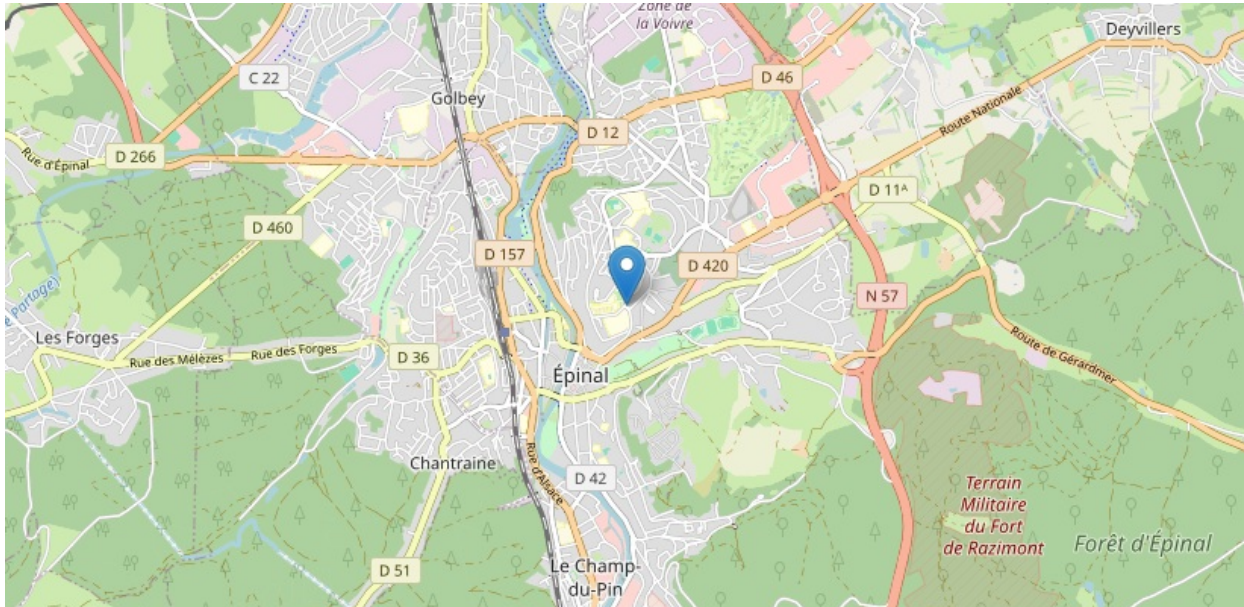 Zone de
la Voivre
Deyvillers
C 22
D 46
Golbey
Route Nationale
D 12
Rue d'Épinal
D 266
D 11ᴬ
D 460
D 157
D 420
N 57
Partage)
Les Forges
Rue des Mélèzes
Rue des Forges
D 36
Route de Gérardmer
Épinal
Chantraine
Rue d'Alsace
D 42
Terrain
Militaire
du Fort
de Razimont
Forêt d'Épinal
D 51
Le Champ-
du-Pin